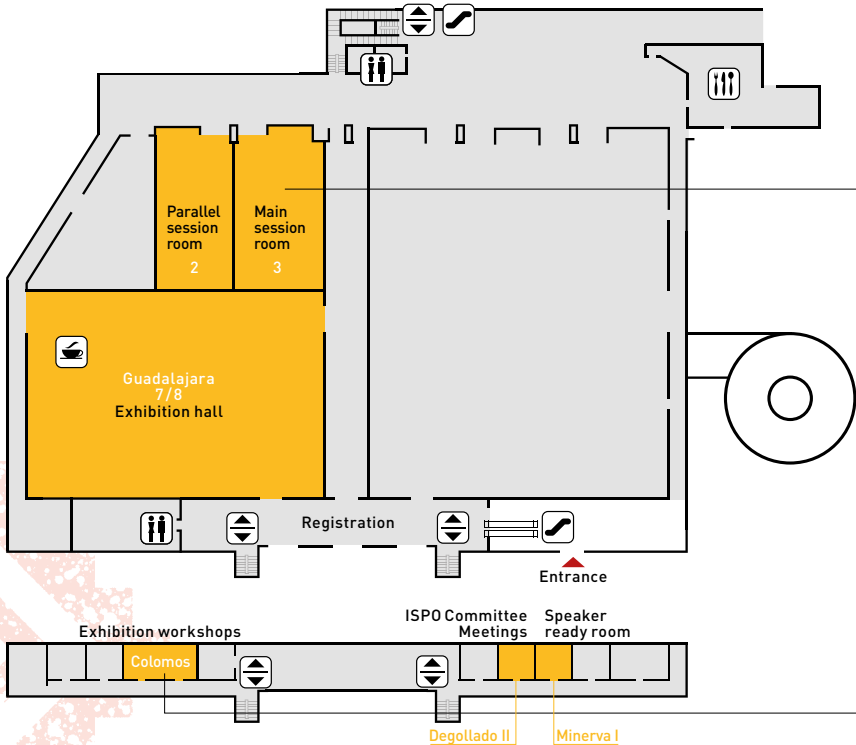 Parallel
session
room
2
Main
session
room
3
Guadalajara
7/8
Exhibition hall
Registration
Entrance
Exhibition workshops
Colomos
ISPO Committee
Meetings
Speaker
ready room
Degollado II
Minerva I